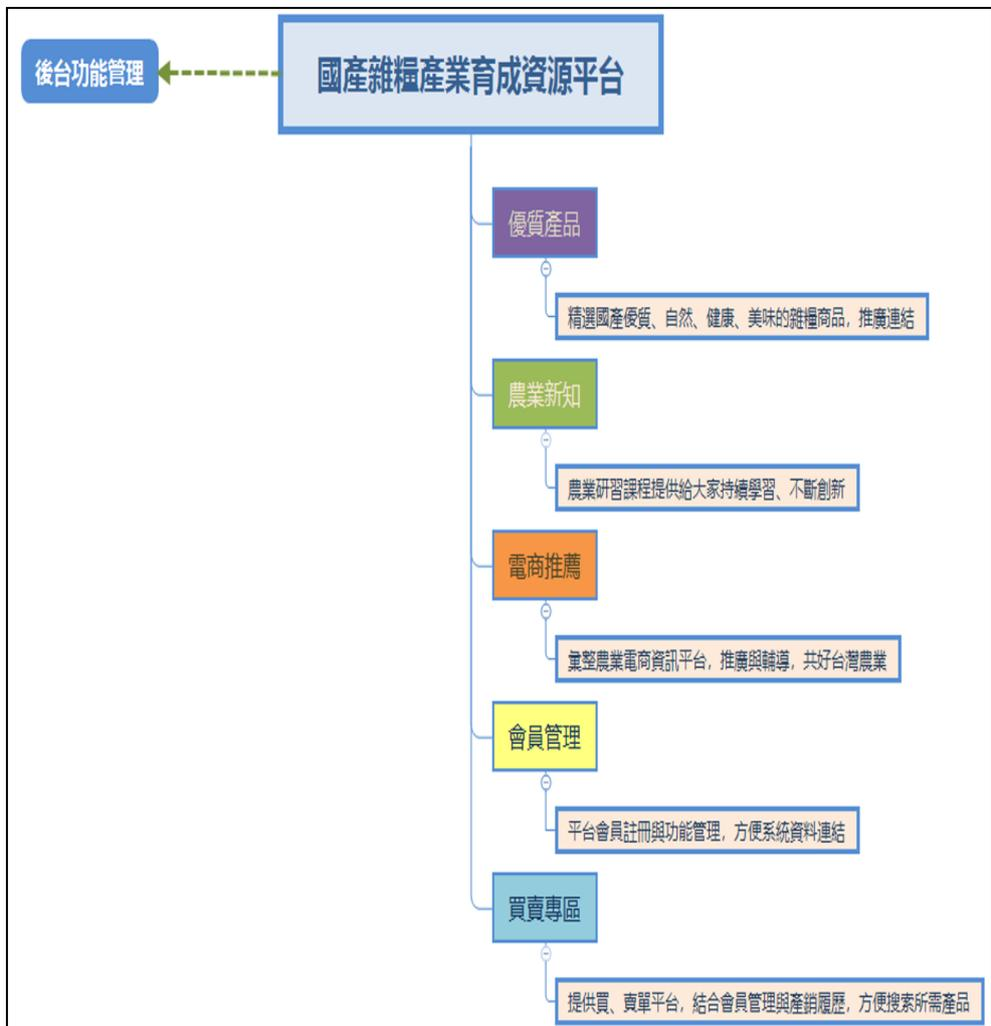 國產雜糧產業育成資源平台
後台功能管理
優質產品
精選國產優質、自然、健康、美味的雜糧商品，推廣連結
農業新知
農業研習課程提供給大家持續學習、不斷創新
電商推薦
彙整農業電商資訊平台，推廣與輔導，共好台灣農業
會員管理
平台會員註冊與功能管理，方便系統資料連結
買賣專區
提供買、賣單平台，結合會員管理與產銷履歷，方便搜索所需產品